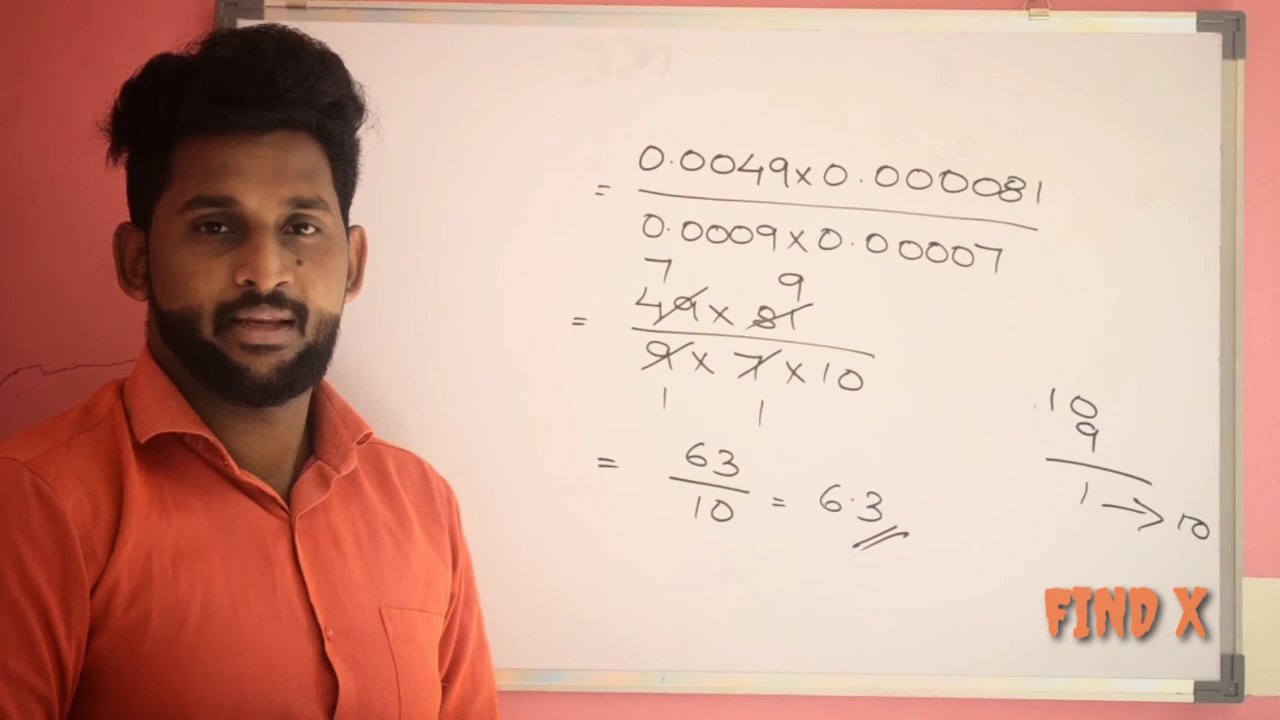 = 0.0049 x 0.000081
0.0009 x 0.00007
7 9
= 49 x 81
9 x 7 x 10
1 1
= 63
10 = 6.3
10
9
1 → 10
FIND X